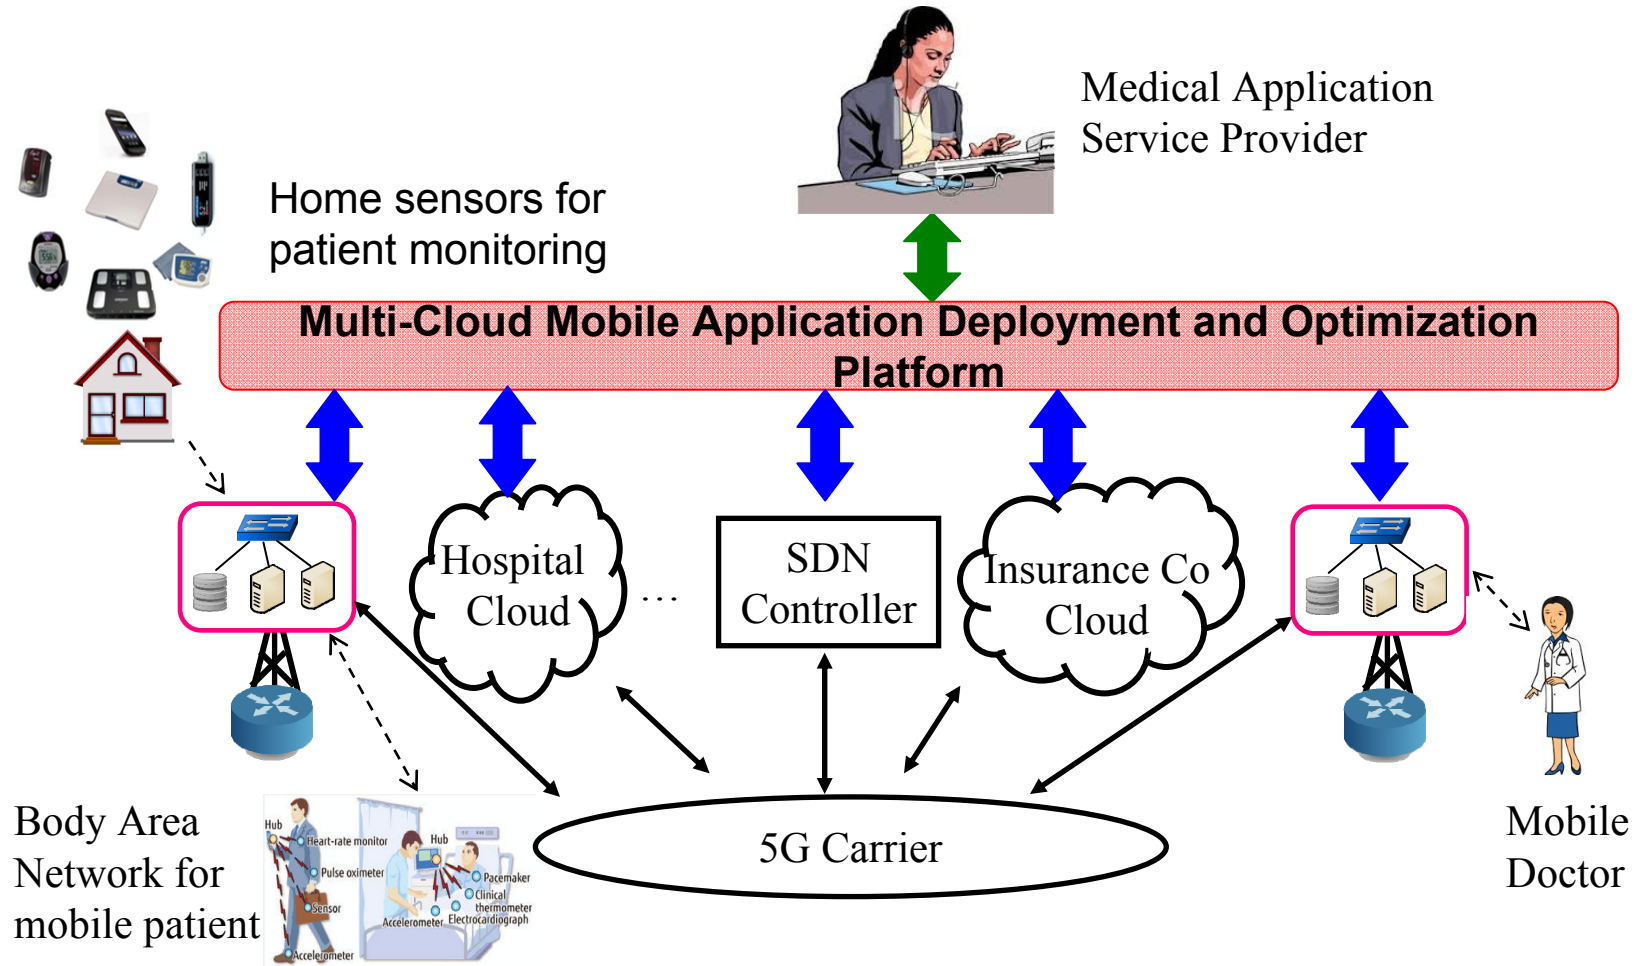 Medical Application
Service Provider
Home sensors for
patient monitoring
Multi-Cloud Mobile Application Deployment and Optimization
Platform
Hospital
Cloud
...
SDN
Controller
Insurance Co
Cloud
5G Carrier
Body Area
Network for
mobile patient
Hub
Heart-rate monitor
Pulse oximeter
Sensor
Accelerometer
Hub
Pacemaker
Clinical
thermometer
Accelerometer
Electrocardiograph
Mobile
Doctor